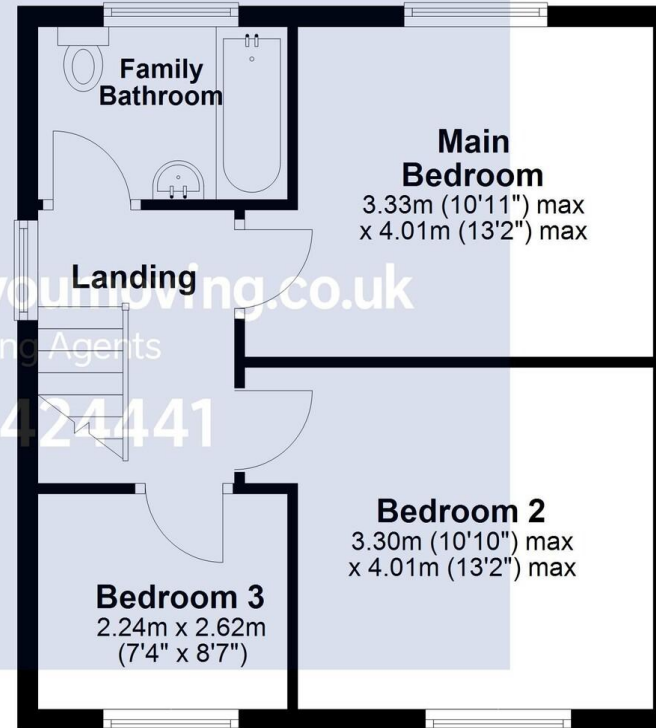 Family
Bathroom
Main
Bedroom
3.33m (10'11") max
x 4.01m (13'2") max
Landing
youmoving.co.uk
Agents
424441
Bedroom 2
3.30m (10'10") max
x 4.01m (13'2") max
Bedroom 3
2.24m x 2.62m
(7'4" x 8'7")